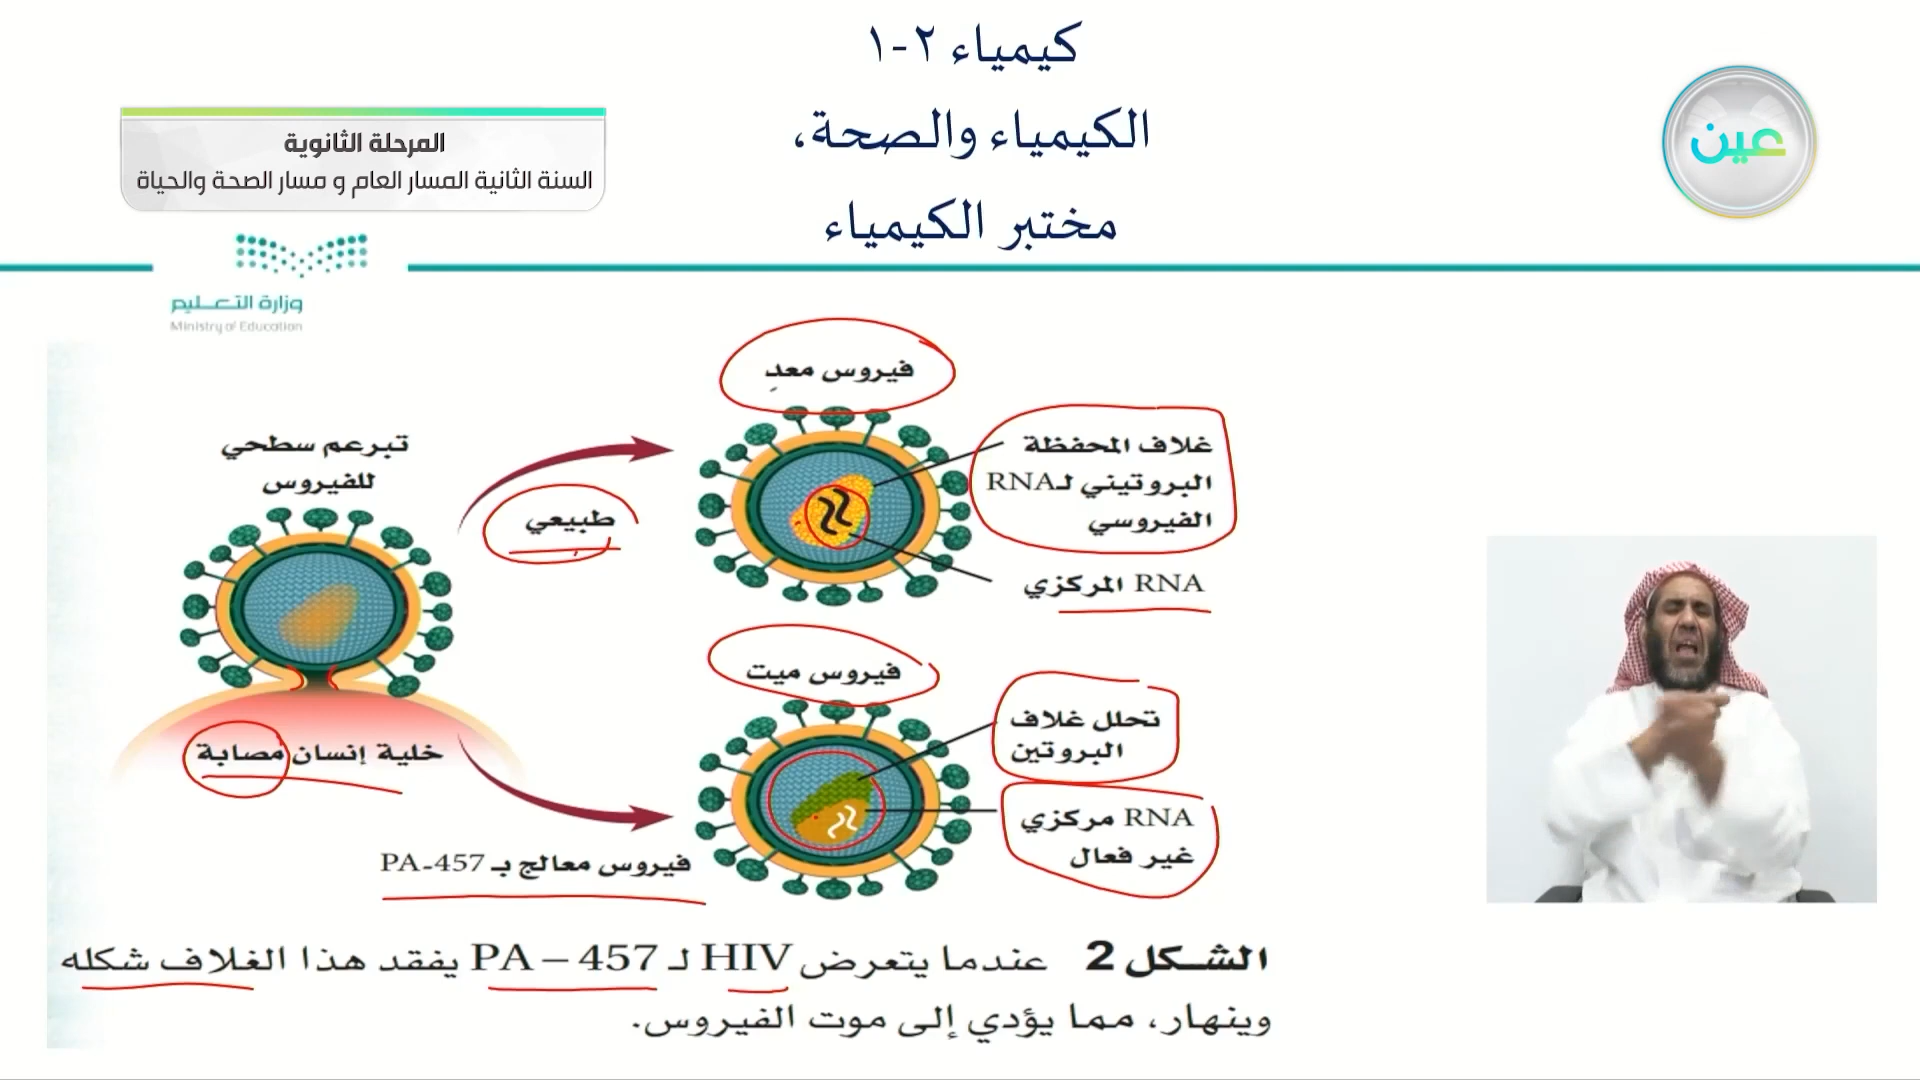 كيمياء ٢-١
الكيمياء والصحة،
مختبر الكيمياء
عين
المرحلة الثانوية
السنة الثانية المسار العام و مسار الصحة والحياة
وزارة التعـــليم
Ministry of Education
فيروس معدٍ
غلاف المحفظة
البروتيني لـRNA
الفيروسي
RNA المركزي
تبرعم سطحي
للفيروس
طبيعي
خلية إنسان مصابة
فيروس ميت
تحلل غلاف
البروتين
RNA مركزي
غير فعال
فيروس معالج بـ PA-457
الشــكل 2 عندما يتعرض HIV لـ PA – 457 يفقد هذا الغلاف شكله
وينهار، مما يؤدي إلى موت الفيروس.